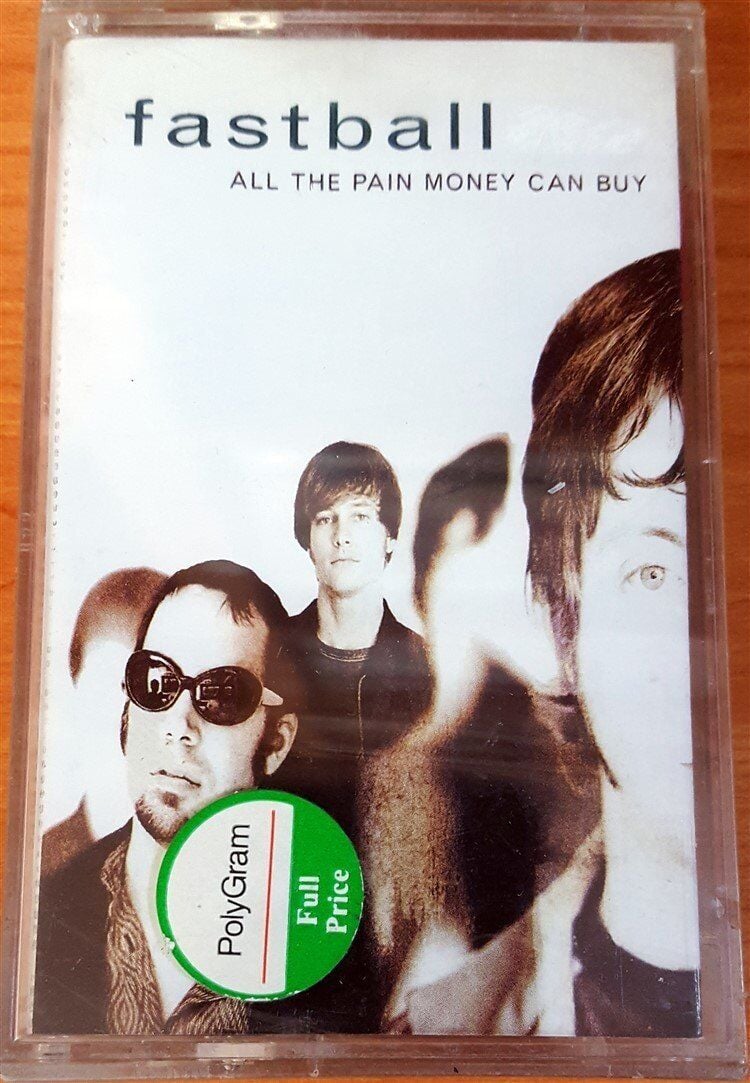 fastball
ALL THE PAIN MONEY CAN BUY
PolyGram
Full
Price